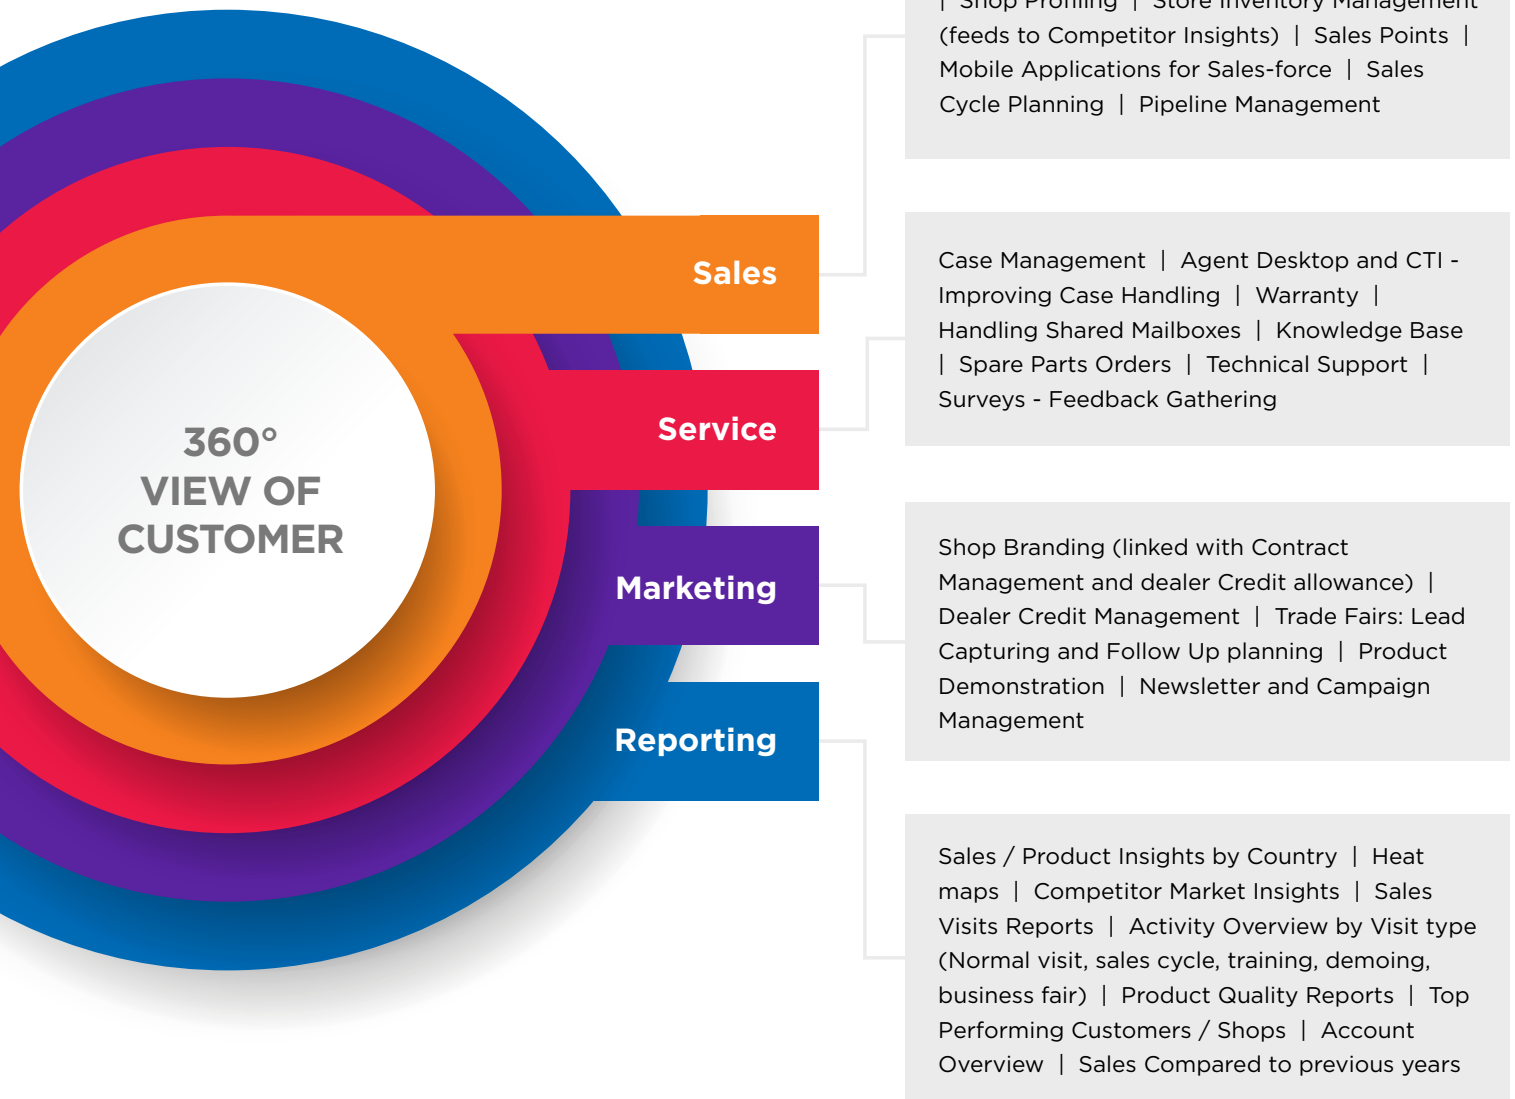 | Shop Profiling | Store Inventory Management
(feeds to Competitor Insights) | Sales Points |
Mobile Applications for Sales-force | Sales
Cycle Planning | Pipeline Management
Sales
Case Management | Agent Desktop and CTI -
Improving Case Handling | Warranty |
Handling Shared Mailboxes | Knowledge Base
| Spare Parts Orders | Technical Support |
Surveys - Feedback Gathering
Service
360°
VIEW OF
CUSTOMER
Shop Branding (linked with Contract
Management and dealer Credit allowance) |
Dealer Credit Management | Trade Fairs: Lead
Capturing and Follow Up planning | Product
Demonstration | Newsletter and Campaign
Management
Marketing
Reporting
Sales / Product Insights by Country | Heat
maps | Competitor Market Insights | Sales
Visits Reports | Activity Overview by Visit type
(Normal visit, sales cycle, training, demoing,
business fair) | Product Quality Reports | Top
Performing Customers / Shops | Account
Overview | Sales Compared to previous years